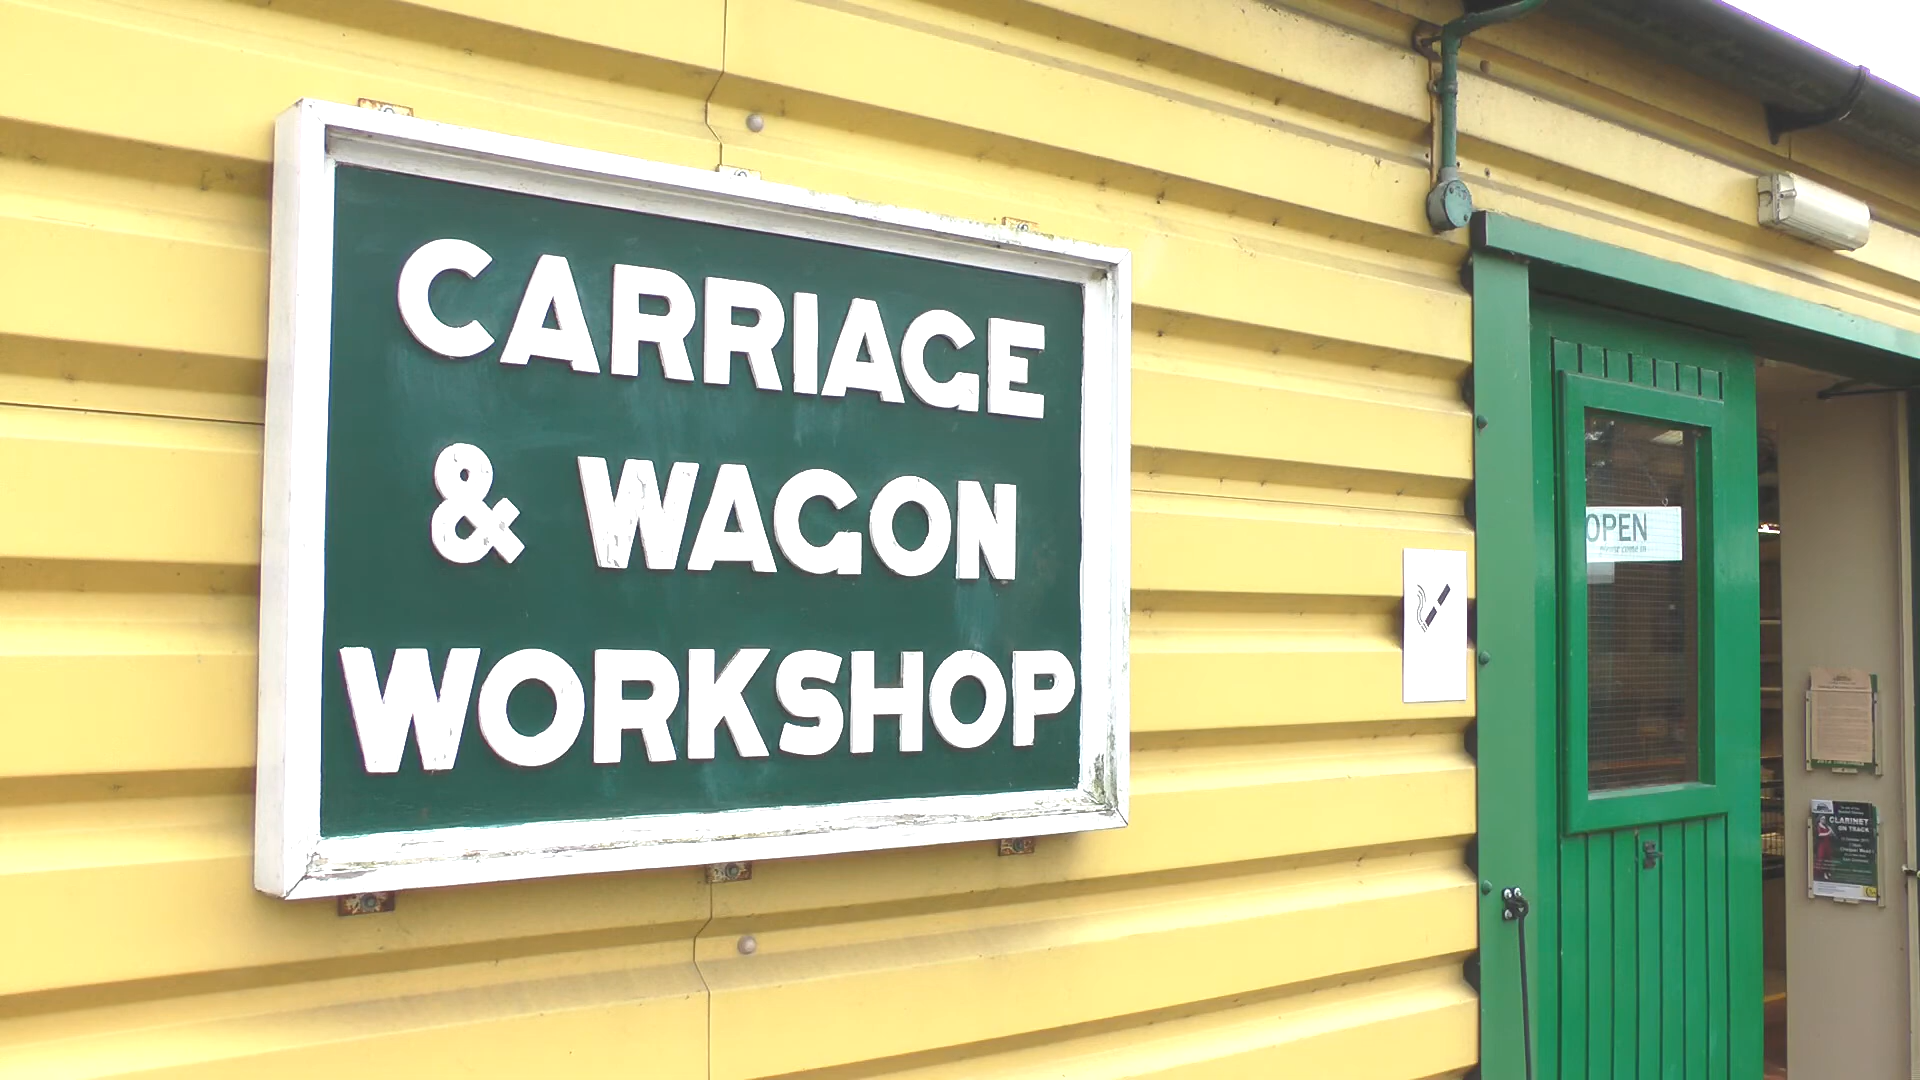 CARRIAGE
& WAGON
WORKSHOP
OPEN
please come in
CLARINET
ON TRACK